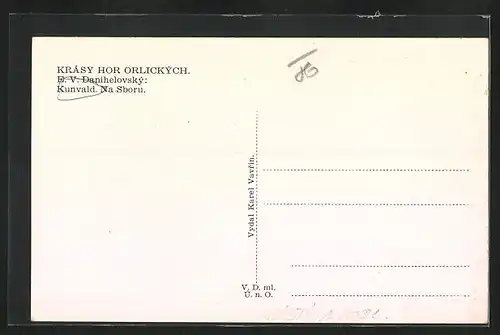 KRÁSY HOR ORLICKÝCH.
E. V. Danihelovský:
Kunvald. Na Sboru.
Vydal Karel Vavřín.
V. D. ml.
Ú. n. O.